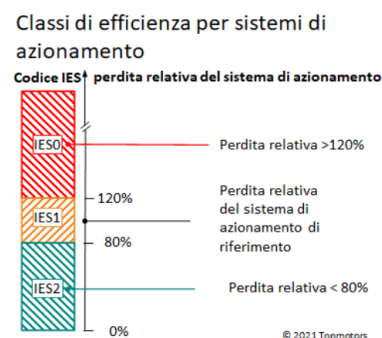 Classi di efficienza per sistemi di
azionamento
Codice IES perdita relativa del sistema di azionamento
IES0
Perdita relativa >120%
120%
Perdita relativa
del sistema di
azionamento di
riferimento
IES1
80%
IES2
Perdita relativa < 80%
0%
© 2021 Topmotors